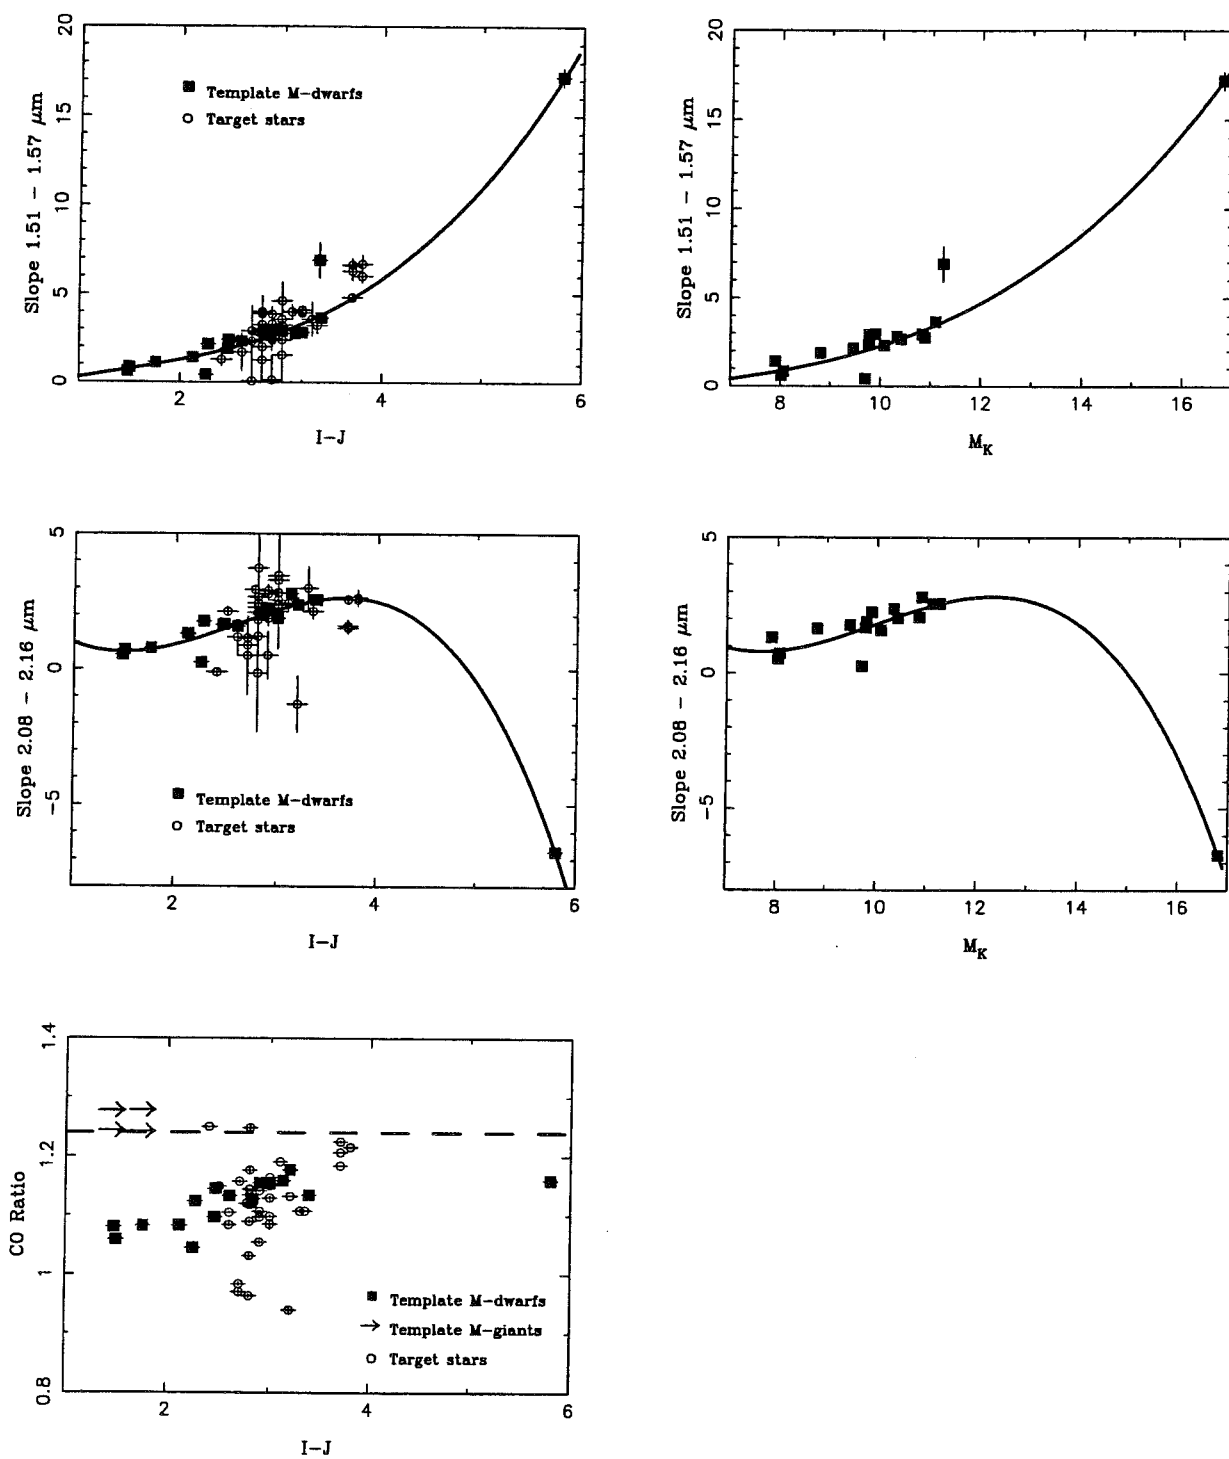 20
15
10
5
0
Slope 1.51 – 1.57 μm
Template M-dwarfs
Target stars
2
4
6
I-J
20
15
10
5
0
Slope 1.51 – 1.57 μm
8
10
12
14
16
M_K
5
0
-5
Slope 2.08 – 2.16 μm
Template M-dwarfs
Target stars
2
4
6
I-J
5
0
-5
Slope 2.08 – 2.16 μm
8
10
12
14
16
M_K
1.4
1.2
1
0.8
CO Ratio
Template M-dwarfs
Template M-giants
Target stars
2
4
6
I-J